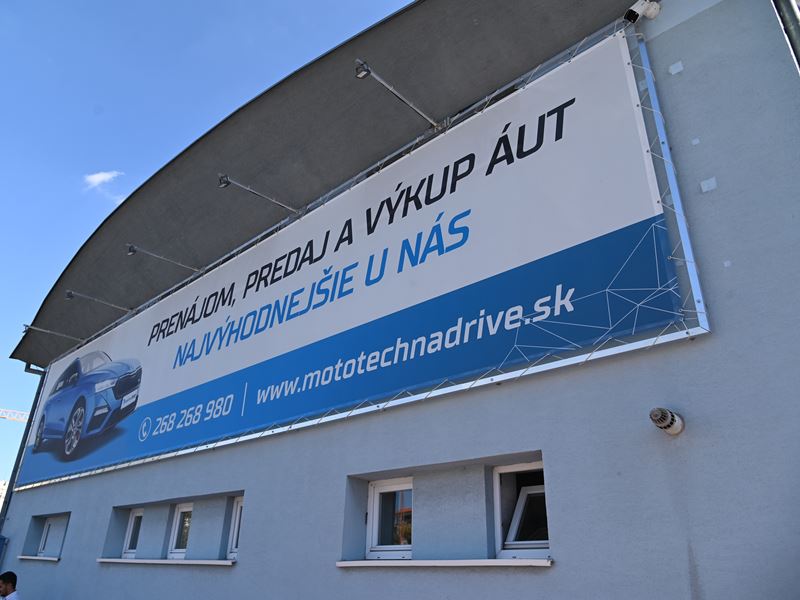 PRENÁJOM, PREDAJ A VÝKUP ÁUT
NAJVÝHODNEJŠIE U NÁS
268 268 980 | www.mototechnadrive.sk